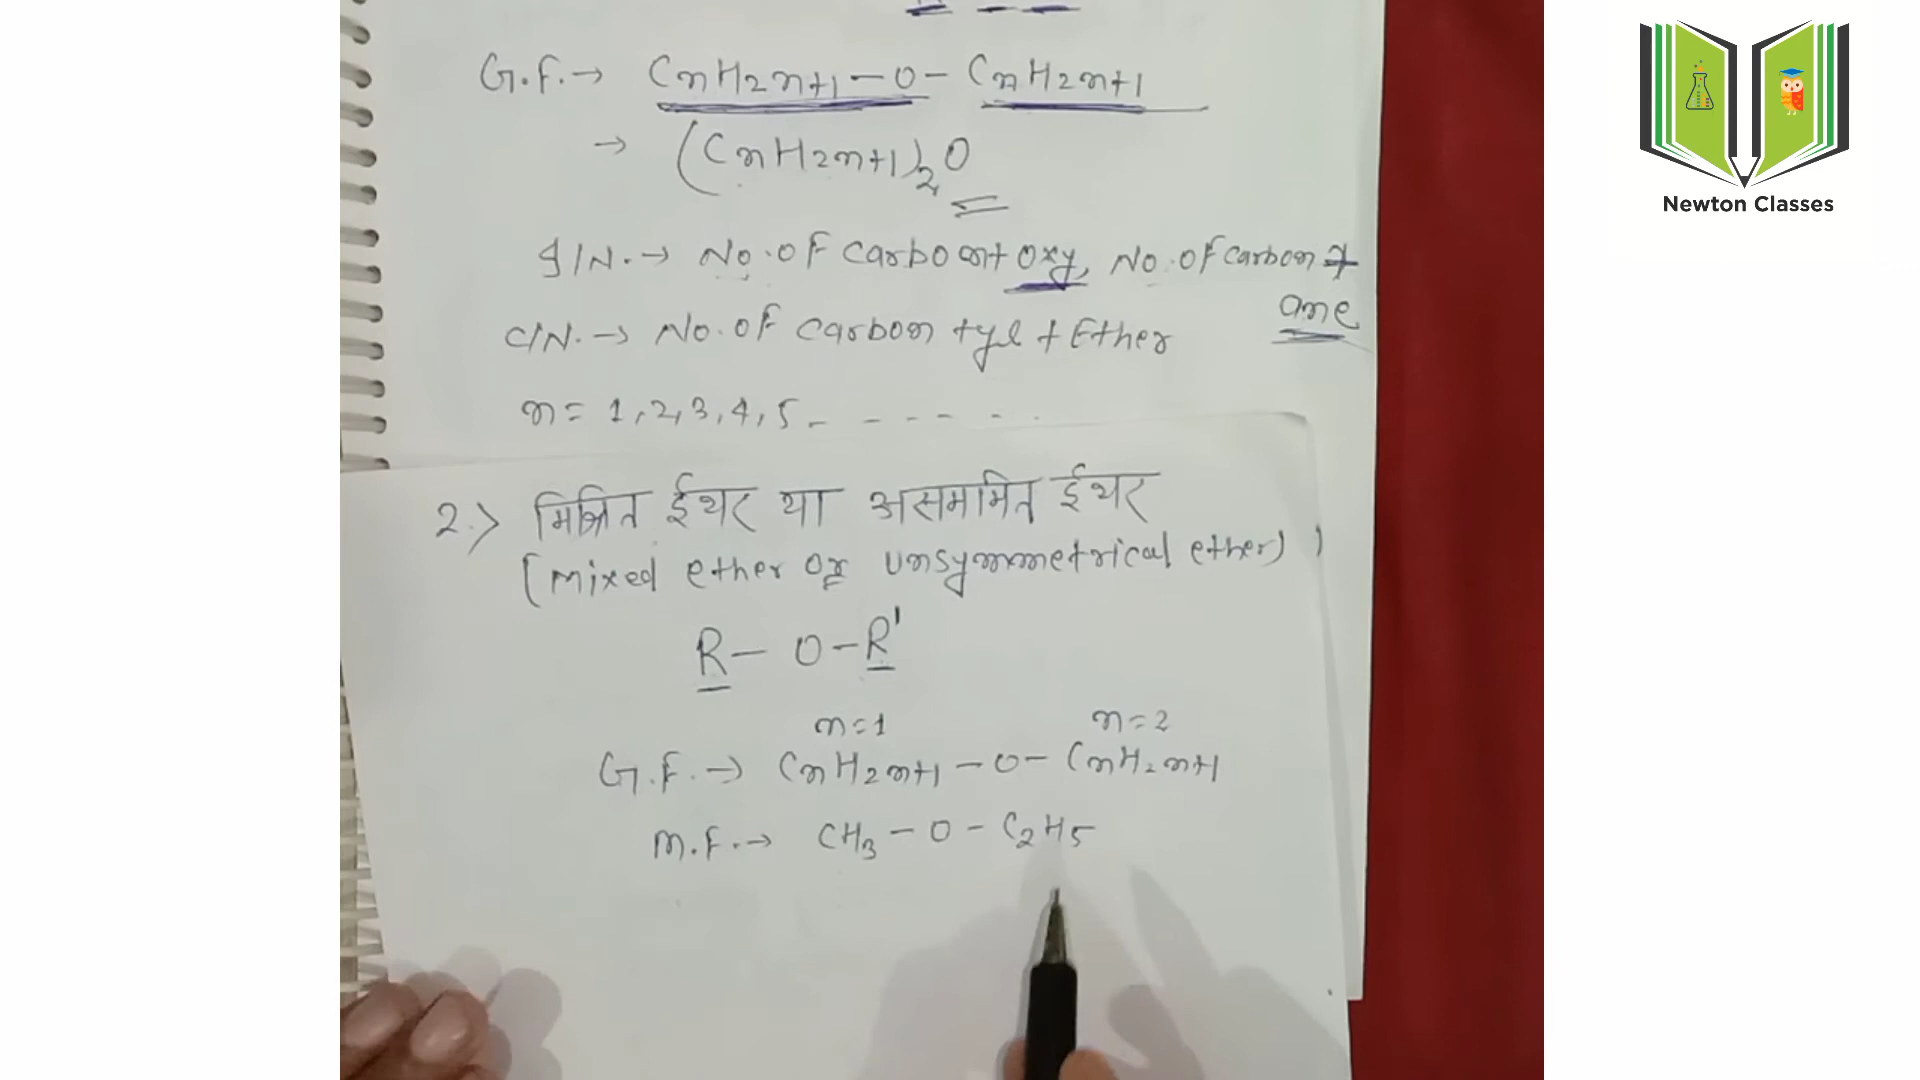 G.F.→ CnH2n+1 - O - CnH2n+1
→ (CnH2n+1)2O
I/N.→ No. of carbon + oxy, No. of carbon +
ane
C/N.→ No. of carbon + yl + Ether
n = 1, 2, 3, 4, 5 - - - - - -
2.> मिश्रित ईथर या असममित ईथर
(mixed ether or unsymmetrical ether)
R - O - R'
n=1 n=2
G.F.→ CnH2n+1 - O - CnH2n+1
M.F.→ CH3 - O - C2H5
Newton Classes